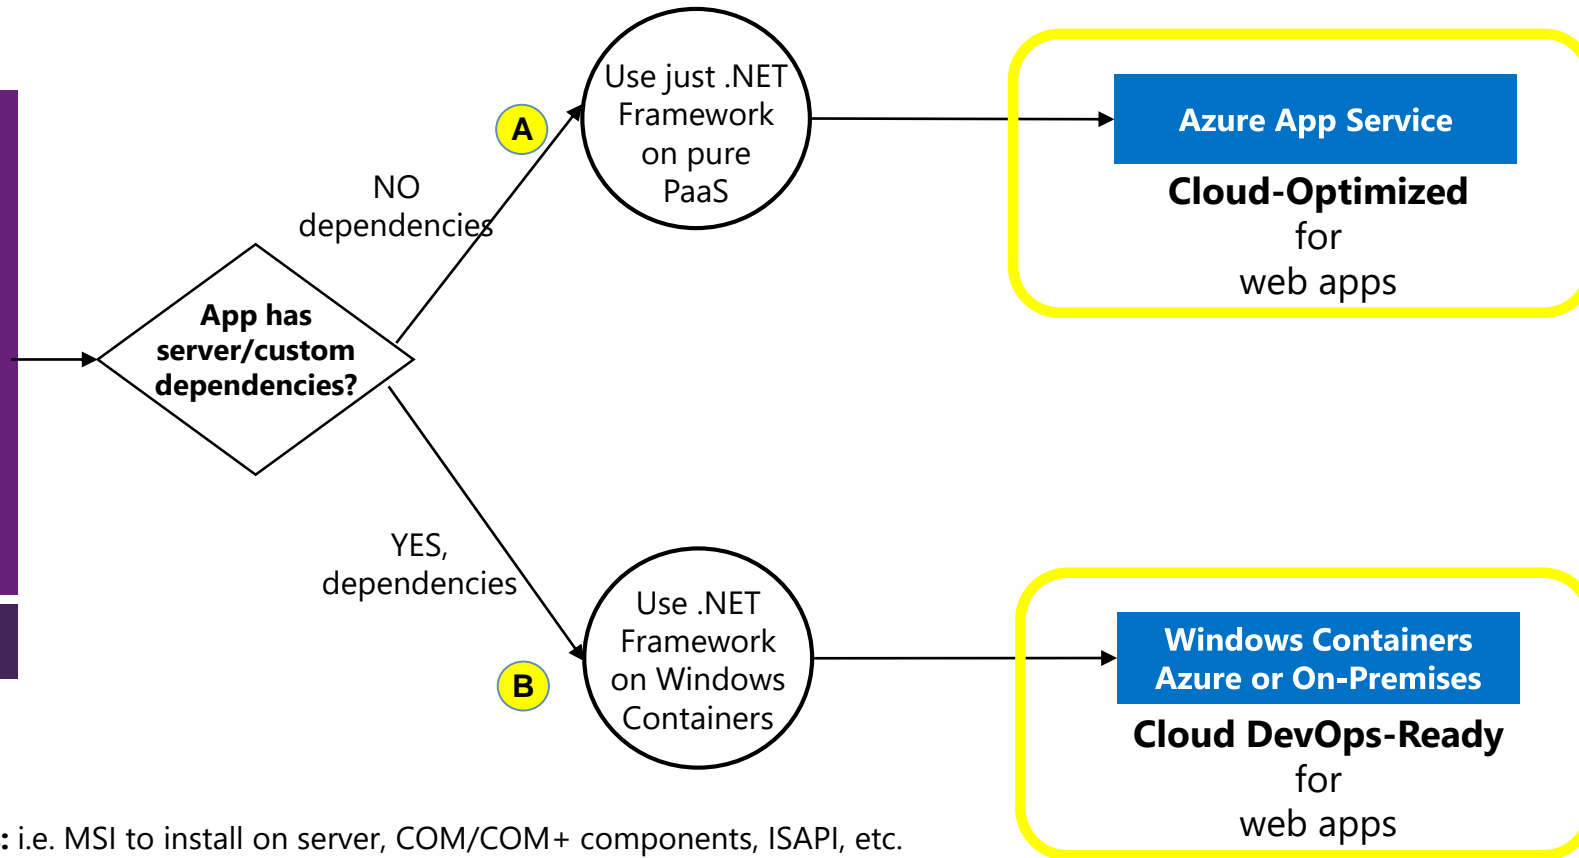 Use just .NET
Framework
on pure
PaaS
A
Azure App Service
Cloud-Optimized
for
web apps
NO
dependencies
App has
server/custom
dependencies?
YES,
dependencies
B
Use .NET
Framework
on Windows
Containers
Windows Containers
Azure or On-Premises
Cloud DevOps-Ready
for
web apps
: i.e. MSI to install on server, COM/COM+ components, ISAPI, etc.